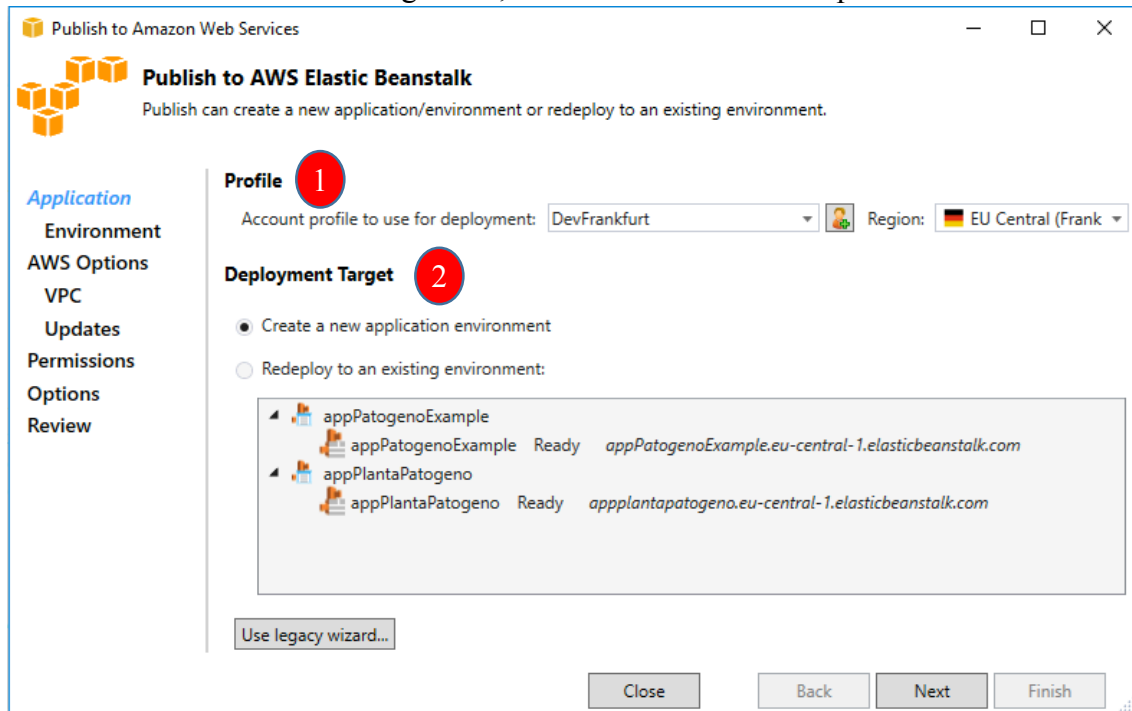 Publish to Amazon Web Services
Publish to AWS Elastic Beanstalk
Publish can create a new application/environment or redeploy to an existing environment.
Application
Environment
AWS Options
VPC
Updates
Permissions
Options
Review
Profile 1
Account profile to use for deployment: DevFrankfurt Region: EU Central (Frank
Deployment Target 2
Create a new application environment
Redeploy to an existing environment:
appPatogenoExample
appPatogenoExample Ready appPatogenoExample.eu-central-1.elasticbeanstalk.com
appPlantaPatogeno
appPlantaPatogeno Ready appplantapatogeno.eu-central-1.elasticbeanstalk.com
Use legacy wizard...
Close Back Next Finish